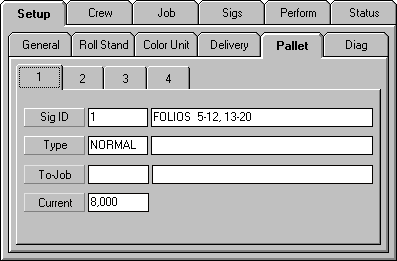 Setup Crew Job Sigs Perform Status
General Roll Stand Color Unit Delivery Pallet Diag
1 2 3 4
Sig ID 1 FOLIOS 5-12, 13-20
Type NORMAL
To-Job
Current 8,000